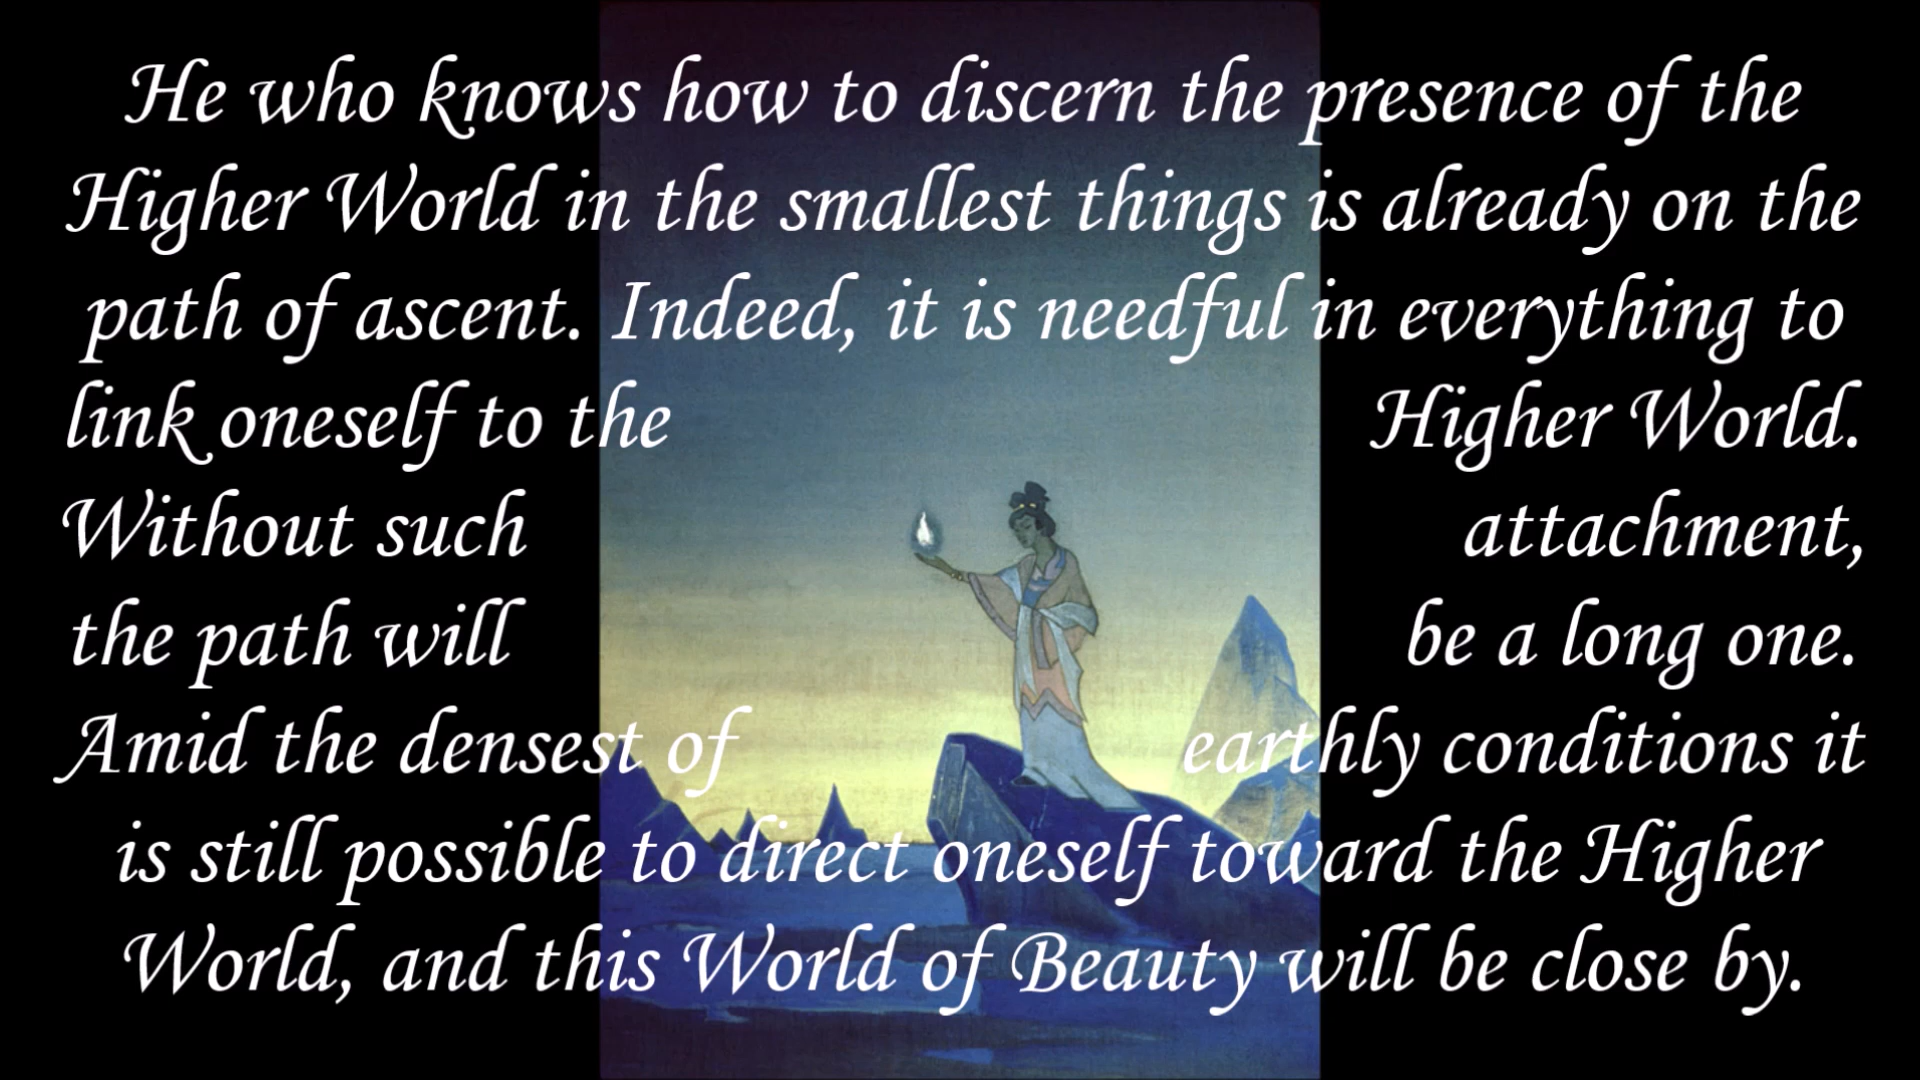 He who knows how to discern the presence of the
Higher World in the smallest things is already on the
path of ascent. Indeed, it is needful in everything to
link oneself to the Higher World.
Without such attachment,
the path will be a long one.
Amid the densest of earthly conditions it
is still possible to direct oneself toward the Higher
World, and this World of Beauty will be close by.